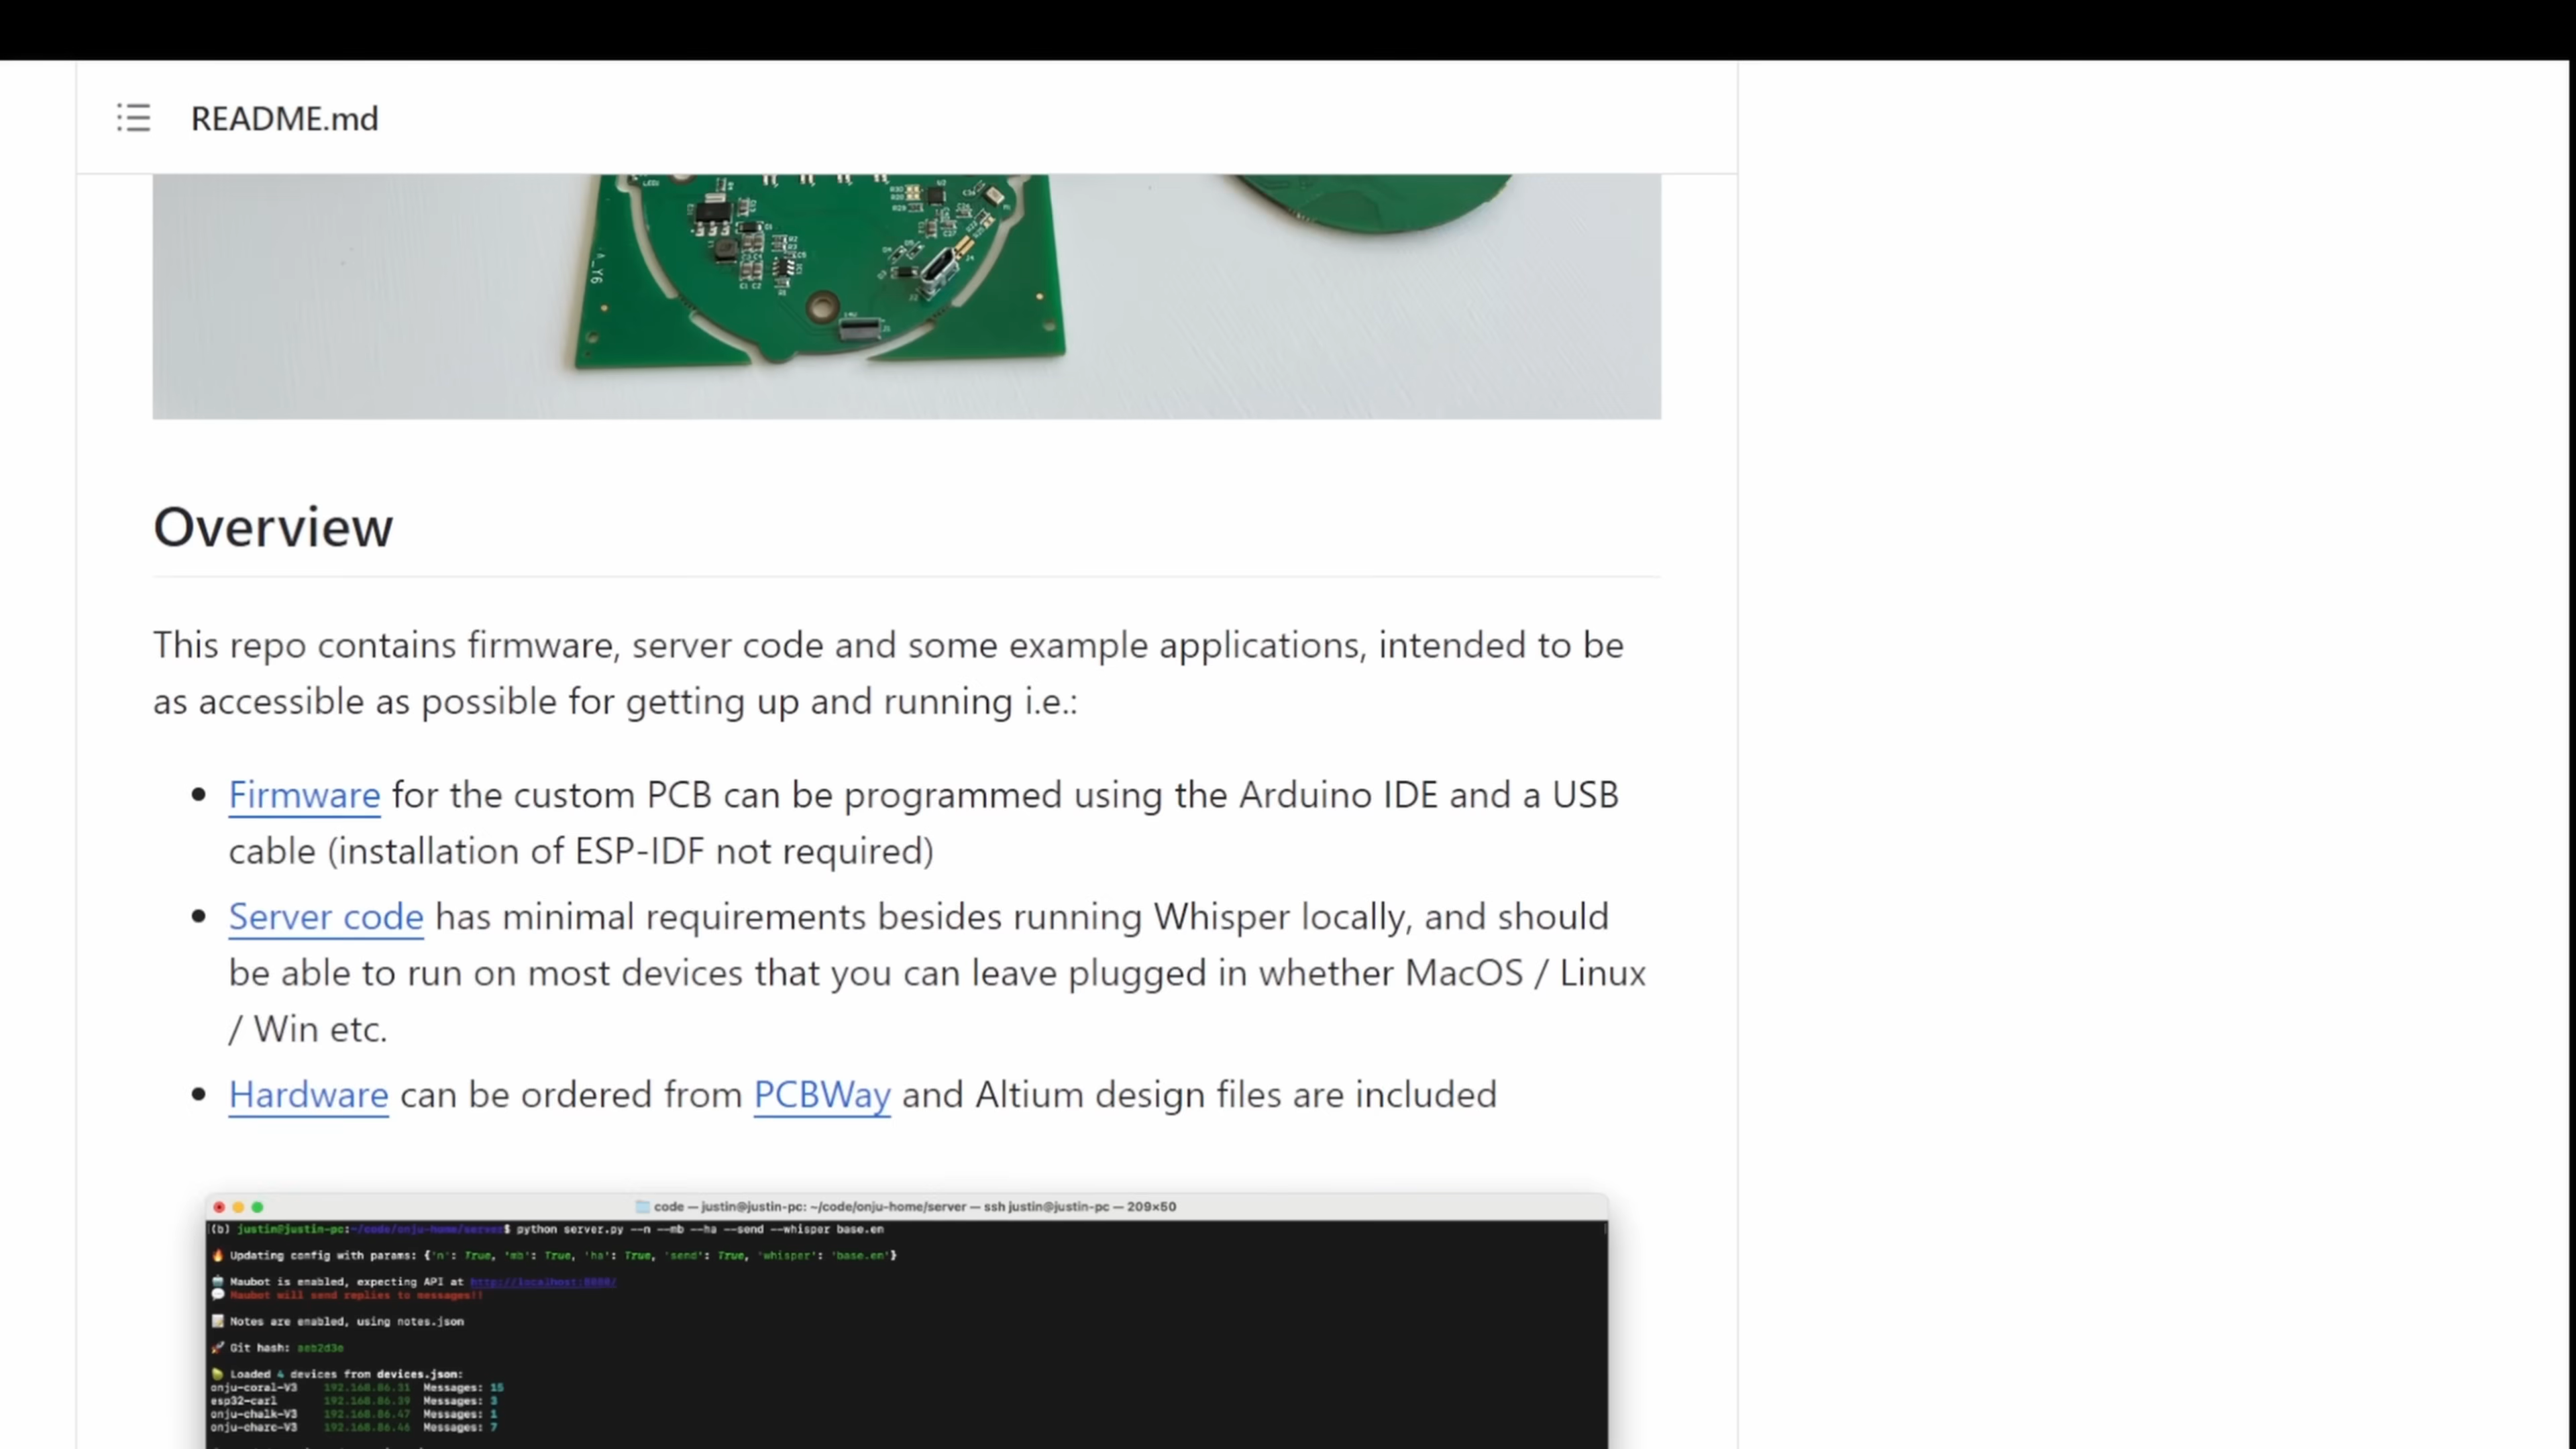 README.md
Overview
This repo contains firmware, server code and some example applications, intended to be
as accessible as possible for getting up and running i.e.:
Firmware for the custom PCB can be programmed using the Arduino IDE and a USB
cable (installation of ESP-IDF not required)
Server code has minimal requirements besides running Whisper locally, and should
be able to run on most devices that you can leave plugged in whether MacOS / Linux
/ Win etc.
Hardware can be ordered from PCBWay and Altium design files are included
code — justin@justin-pc: ~/code/onju-home/server — ssh justin@justin-pc — 209×50
(b) justin@justin-pc:~/code/onju-home/server$ python server.py --n --mb --ha --send --whisper base.en
Updating config with params: {'n': True, 'mb': True, 'ha': True, 'send': True, 'whisper': 'base.en'}
Maubot is enabled, expecting API at http://localhost:8080/
Maubot will send replies to messages!!
Notes are enabled, using notes.json
Git hash: aeb2d3e
Loaded 4 devices from devices.json:
onju-coral-V3 192.168.86.31 Messages: 15
esp32-carl 192.168.86.39 Messages: 3
onju-chalk-V3 192.168.86.47 Messages: 1
onju-charc-V3 192.168.86.46 Messages: 7